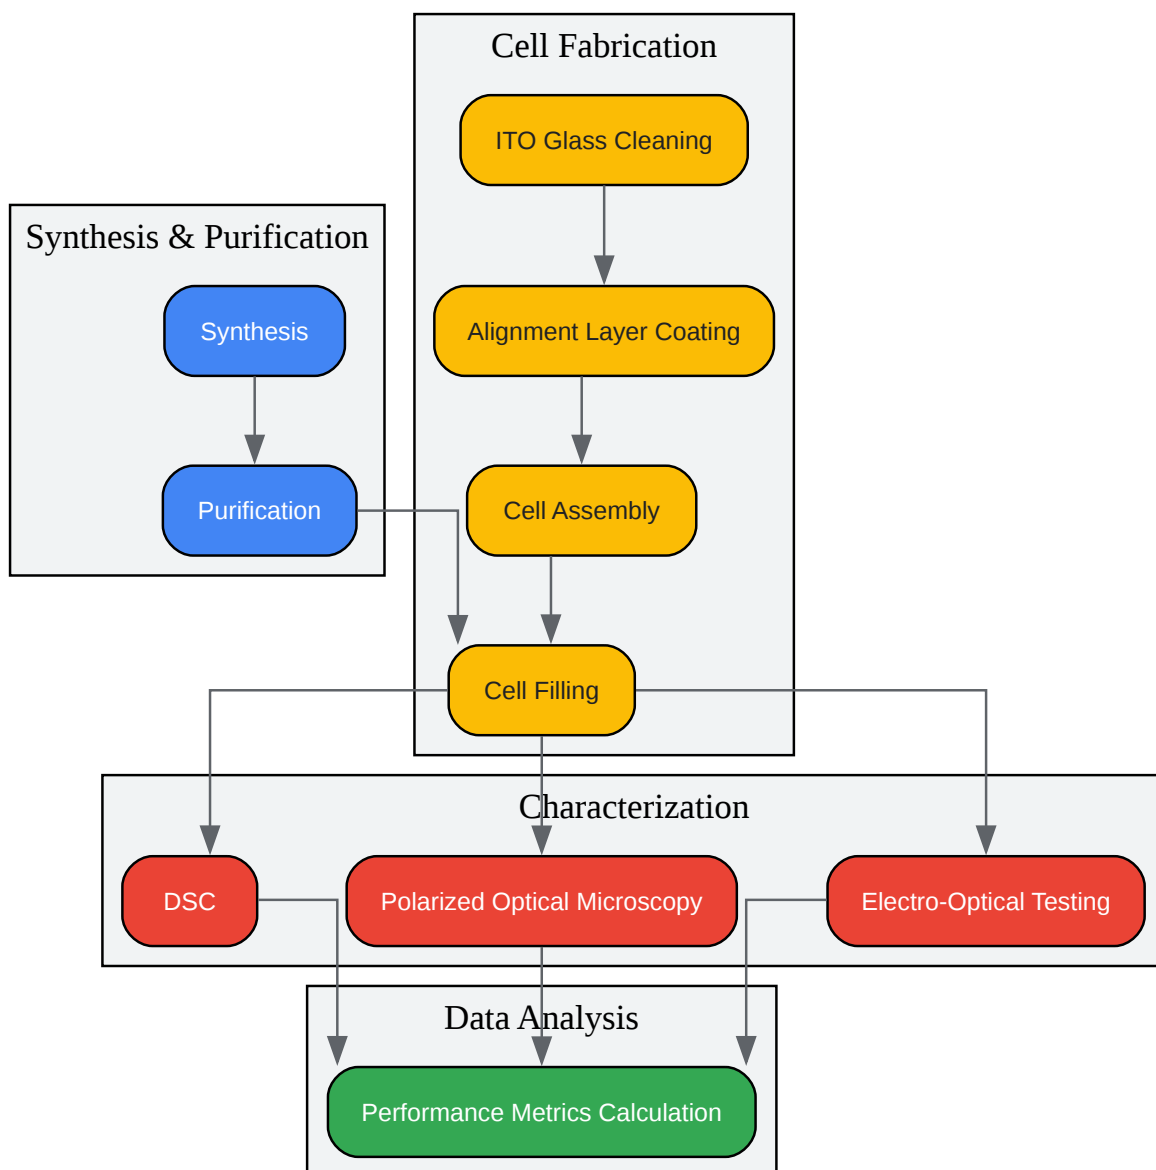 Cell Fabrication
ITO Glass Cleaning
Synthesis & Purification
Synthesis
Alignment Layer Coating
Purification
Cell Assembly
Cell Filling
Characterization
DSC
Polarized Optical Microscopy
Electro-Optical Testing
Data Analysis
Performance Metrics Calculation